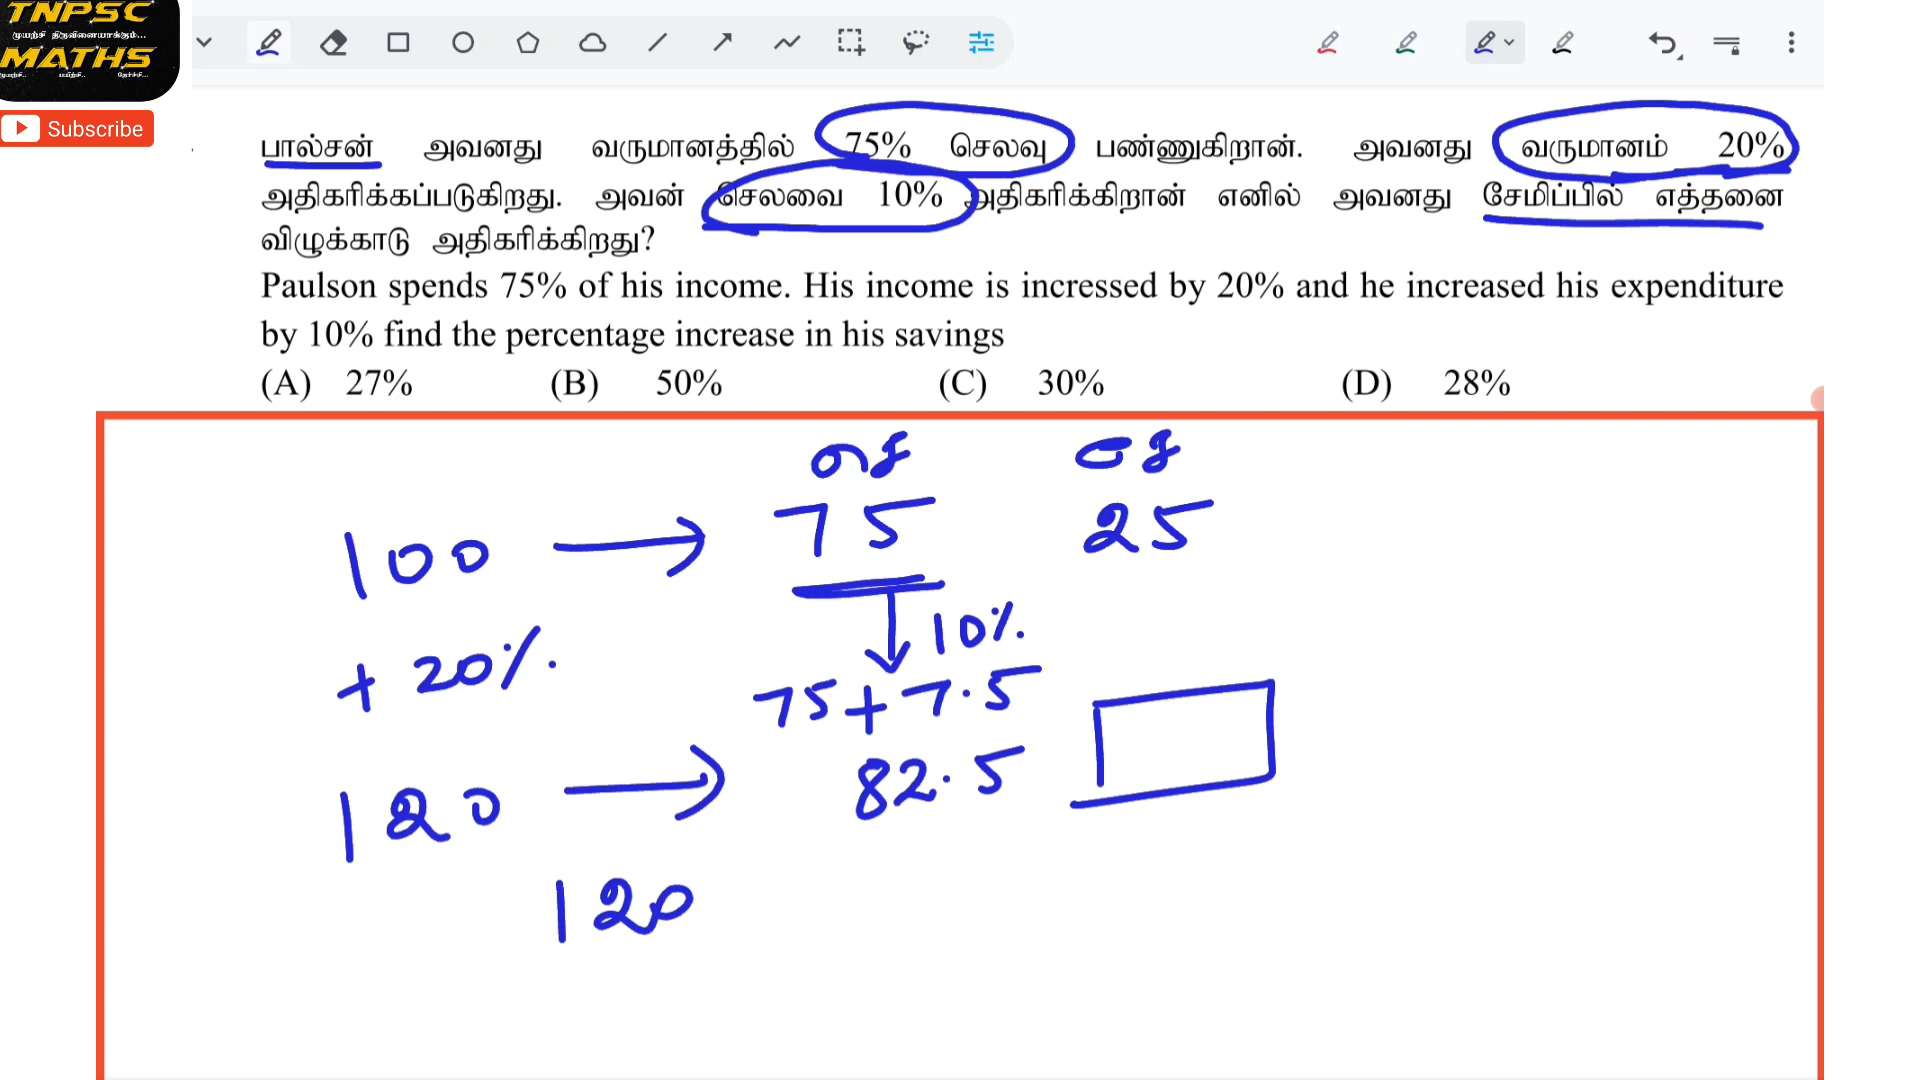 TNPSC
முயற்சி திருவினையாக்கும்...
MATHS
முயற்சி.. பயிற்சி.. தேர்ச்சி...
Subscribe
பால்சன் அவனது வருமானத்தில் 75% செலவு பண்ணுகிறான். அவனது வருமானம் 20%
அதிகரிக்கப்படுகிறது. அவன் செலவை 10% அதிகரிக்கிறான் எனில் அவனது சேமிப்பில் எத்தனை
விழுக்காடு அதிகரிக்கிறது?
Paulson spends 75% of his income. His income is incressed by 20% and he increased his expenditure
by 10% find the percentage increase in his savings
(A) 27% (B) 50% (C) 30% (D) 28%
100 → 75 25
10%
+ 20%
75+7.5
120 → 82.5
120